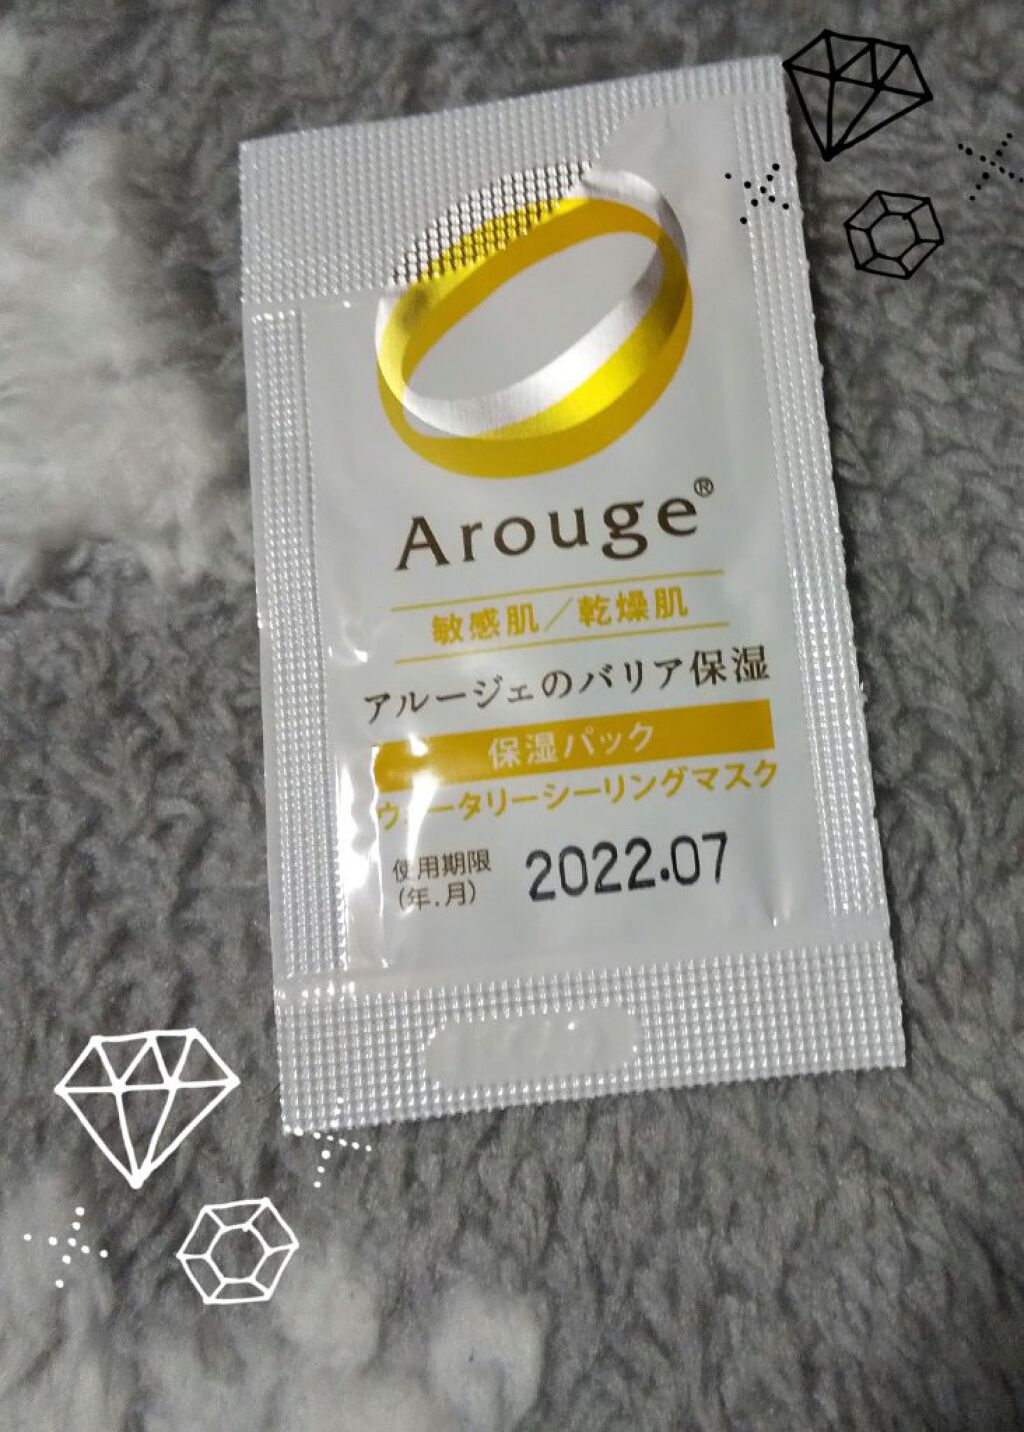 Arouge®
敏感肌／乾燥肌
アルージェのバリア保湿
保湿パック
ウォータリーシーリングマスク
使用期限
(年.月)
2022.07